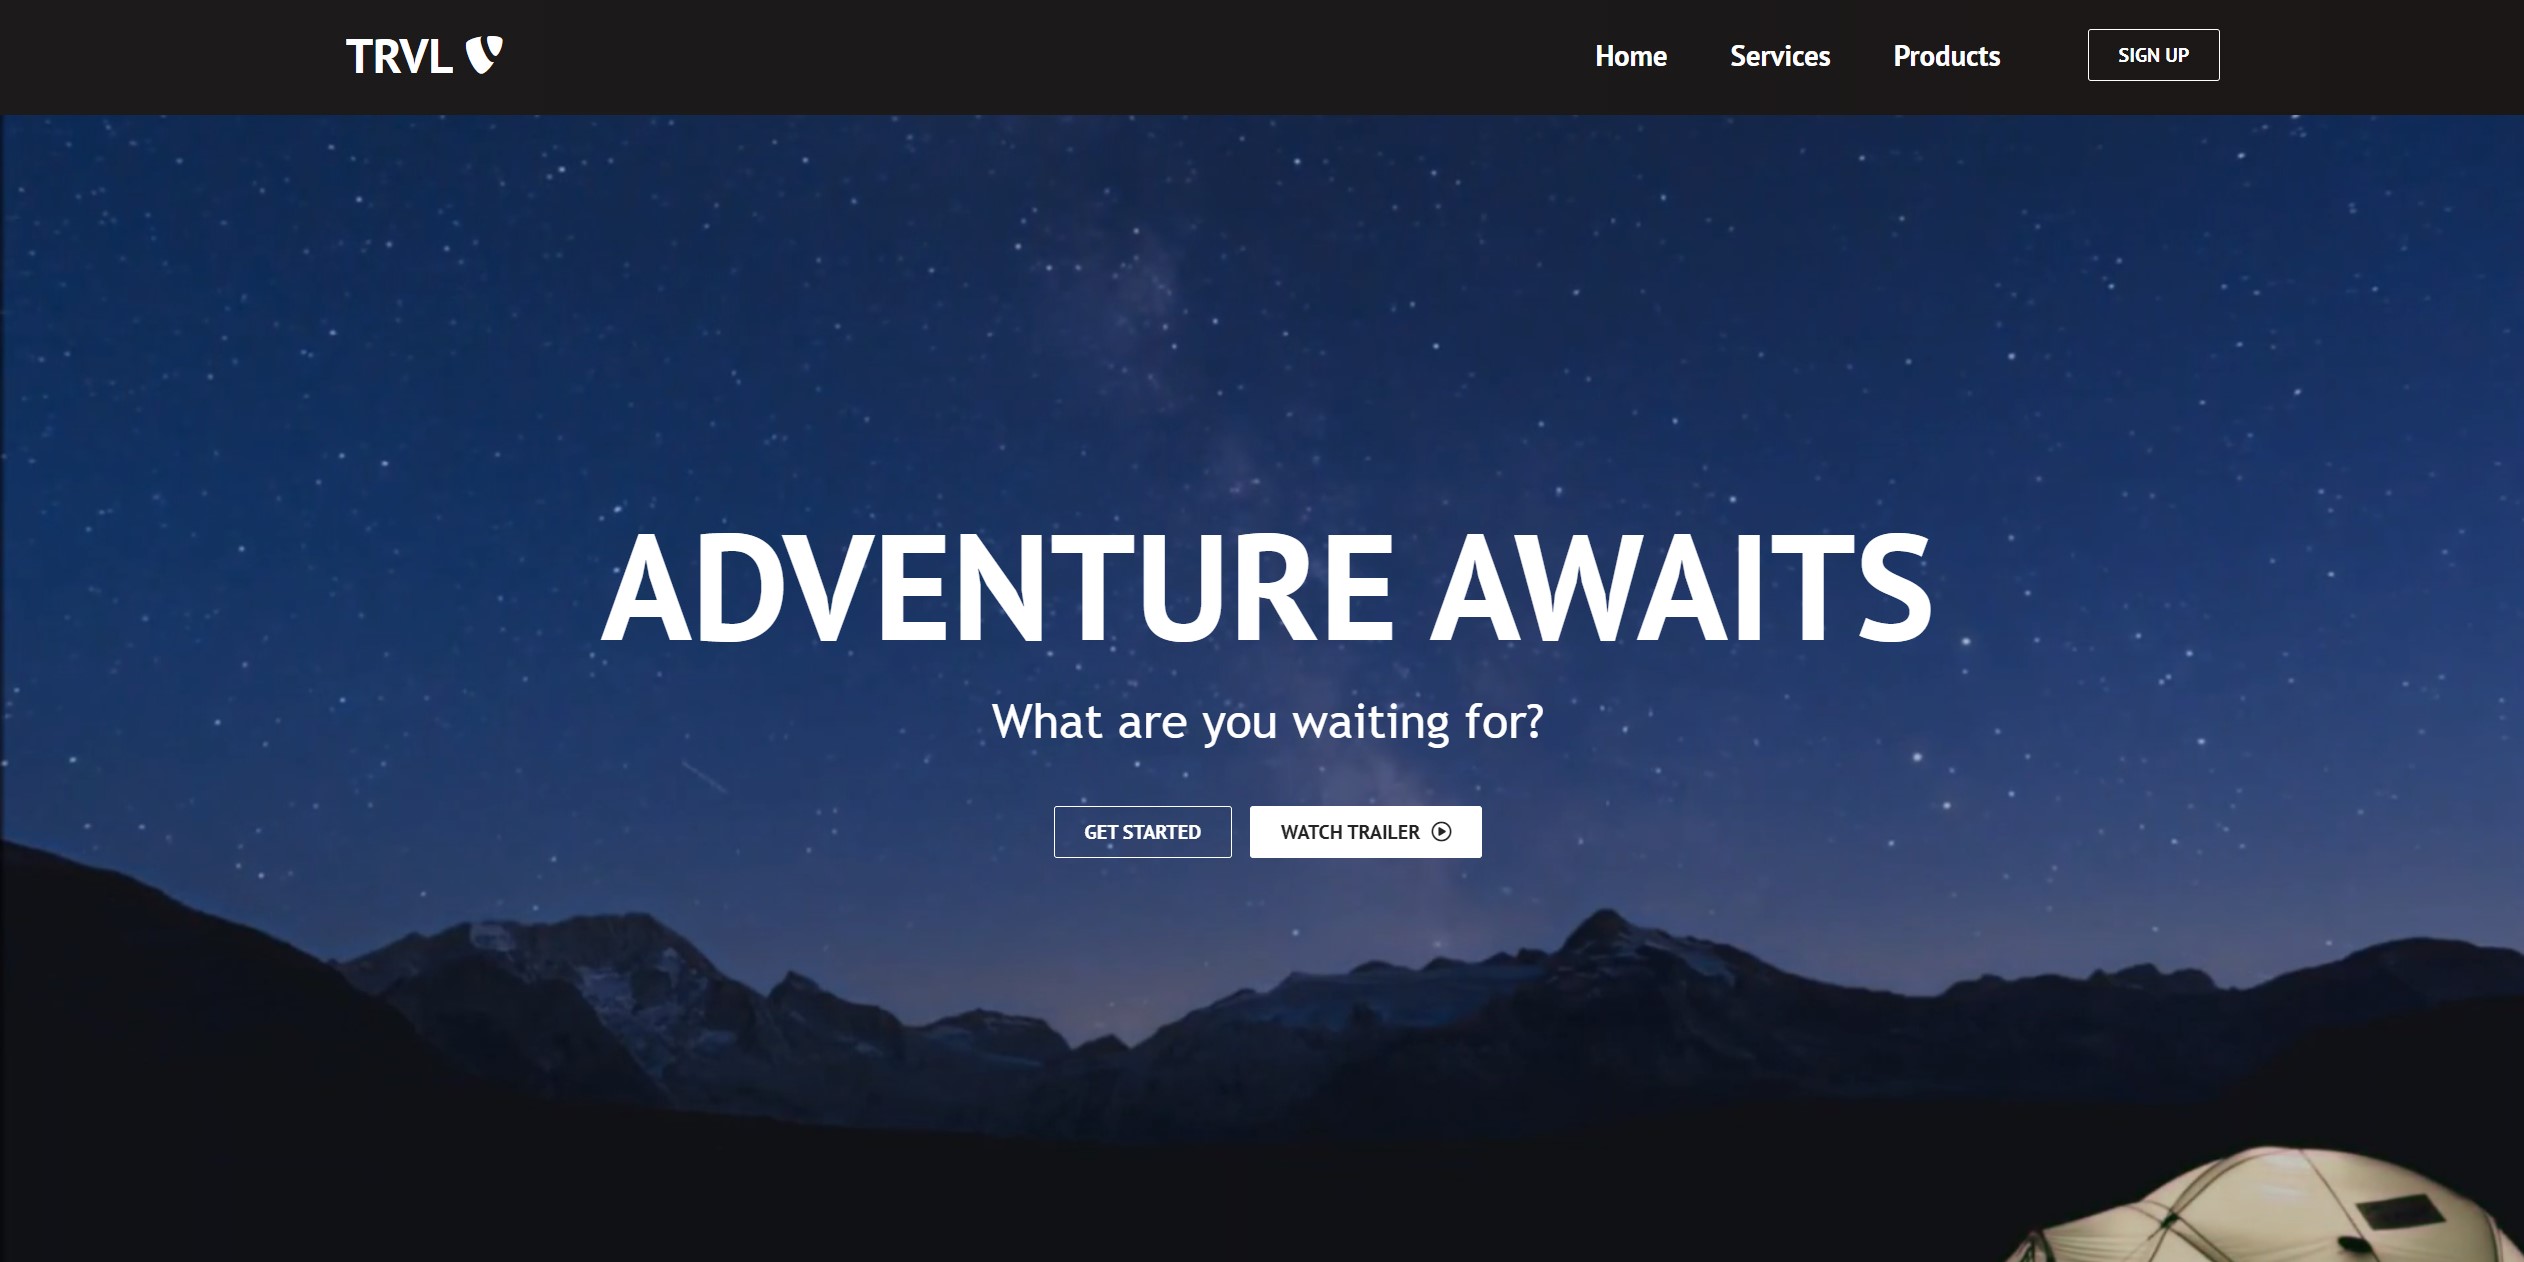 TRVL
Home Services Products SIGN UP
ADVENTURE AWAITS
What are you waiting for?
GET STARTED WATCH TRAILER